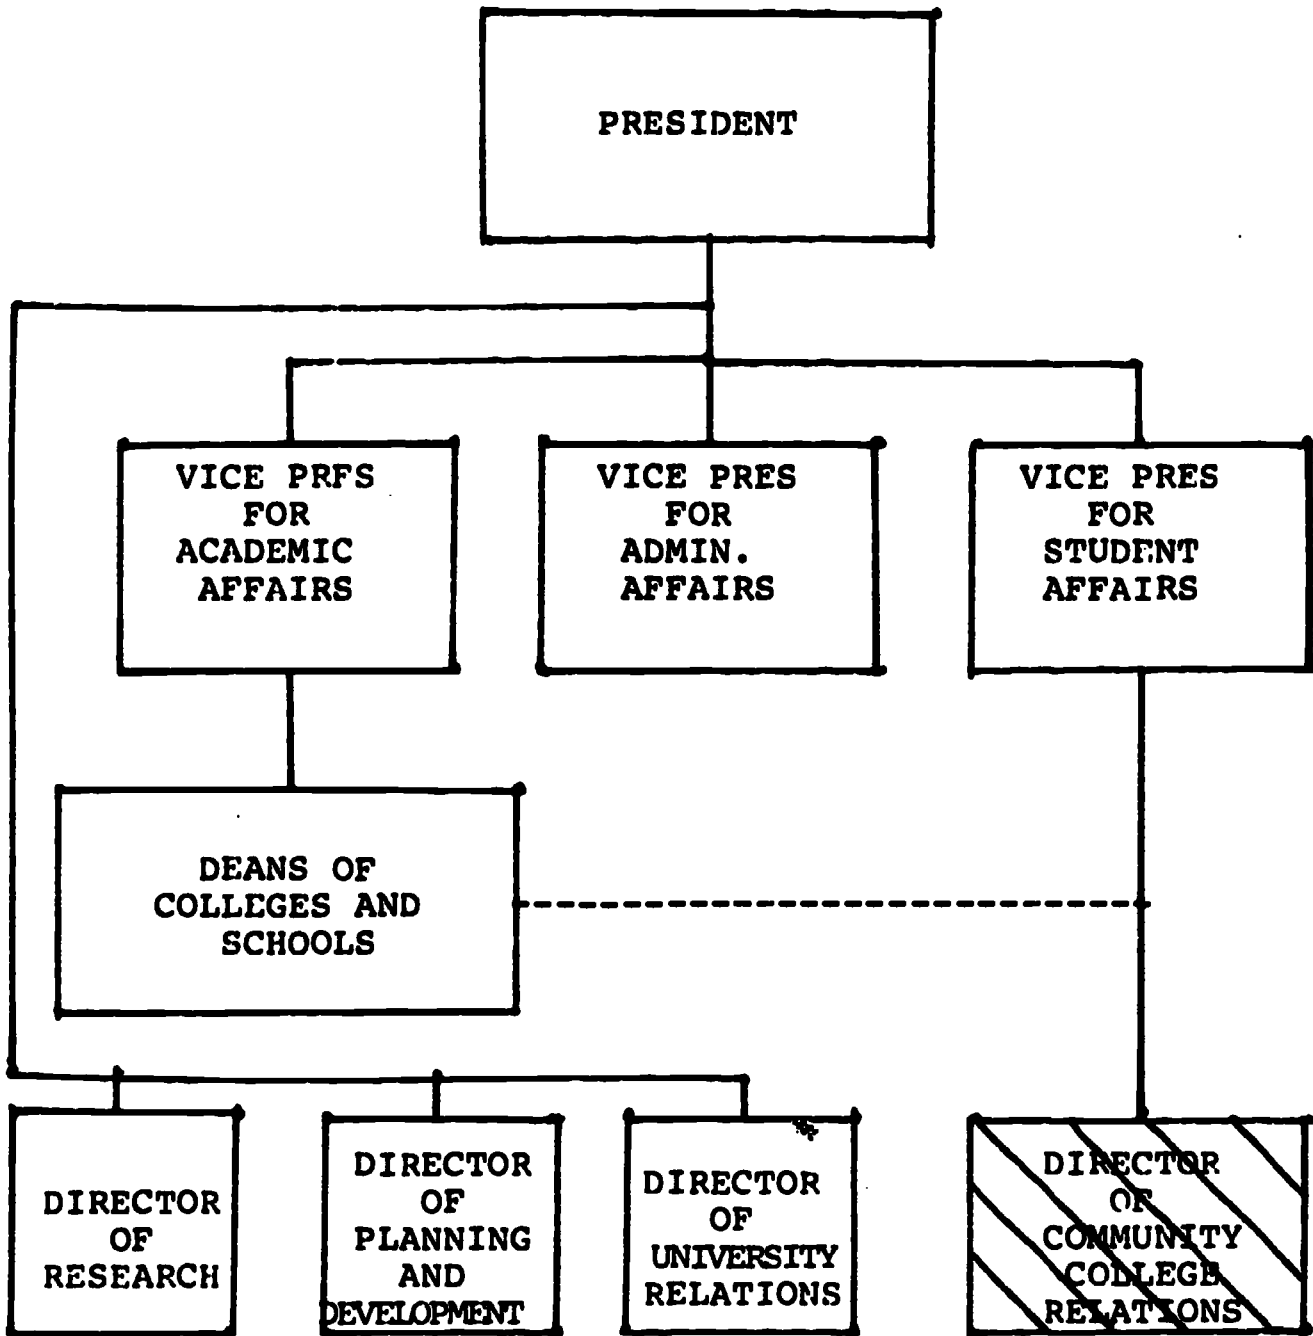 PRESIDENT
VICE PRFS
FOR
ACADEMIC
AFFAIRS
VICE PRES
FOR
ADMIN.
AFFAIRS
VICE PRES
FOR
STUDENT
AFFAIRS
DEANS OF
COLLEGES AND
SCHOOLS
DIRECTOR
OF
RESEARCH
DIRECTOR
OF
PLANNING
AND
DEVELOPMENT
DIRECTOR
OF
UNIVERSITY
RELATIONS
DIRECTOR
OF
COMMUNITY
COLLEGE
RELATIONS